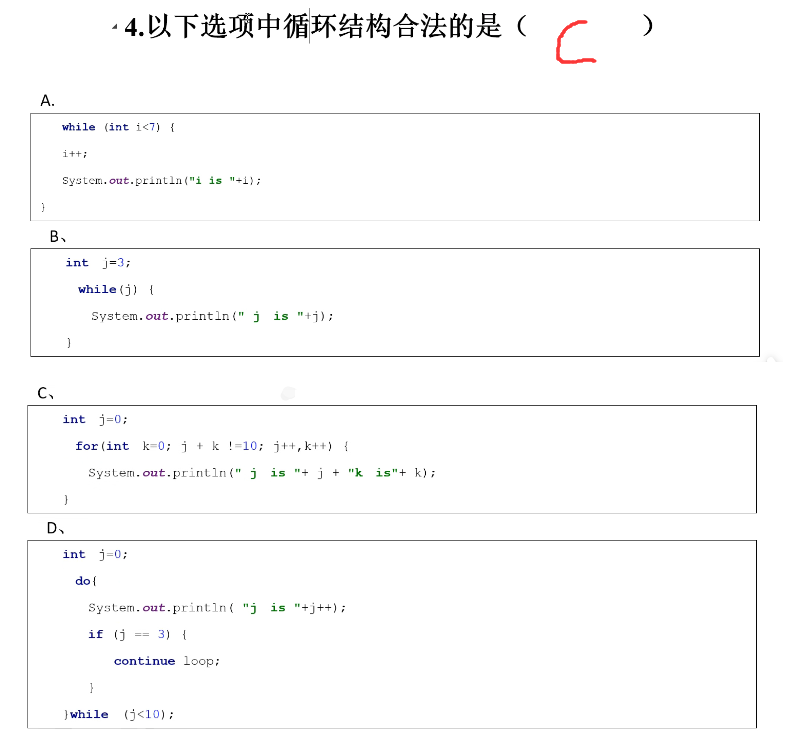 4.以下选项中循环结构合法的是（ C ）
A.
while (int i<7) {
i++;
System.out.println("i is "+i);
}
B、
int j=3;
while(j) {
System.out.println(" j is "+j);
}
C、
int j=0;
for(int k=0; j + k !=10; j++,k++) {
System.out.println(" j is "+ j + "k is"+ k);
}
D、
int j=0;
do{
System.out.println( "j is "+j++);
if (j == 3) {
continue loop;
}
}while (j<10);